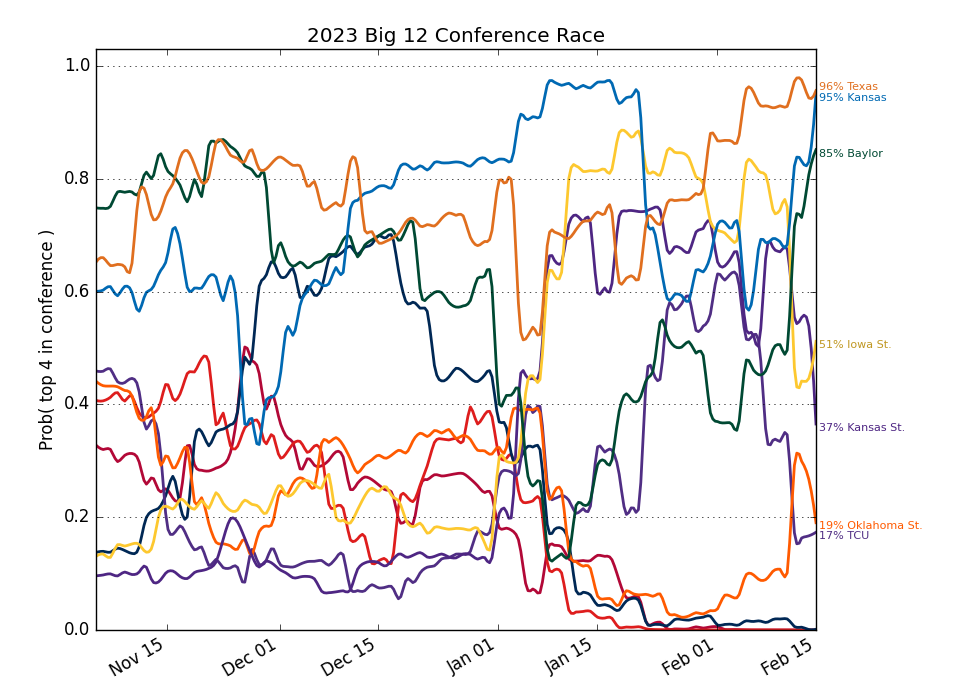 2023 Big 12 Conference Race
Prob( top 4 in conference )
1.0
0.8
0.6
0.4
0.2
0.0
Nov 15
Dec 01
Dec 15
Jan 01
Jan 15
Feb 01
Feb 15
96% Texas
95% Kansas
85% Baylor
51% Iowa St.
37% Kansas St.
19% Oklahoma St.
17% TCU